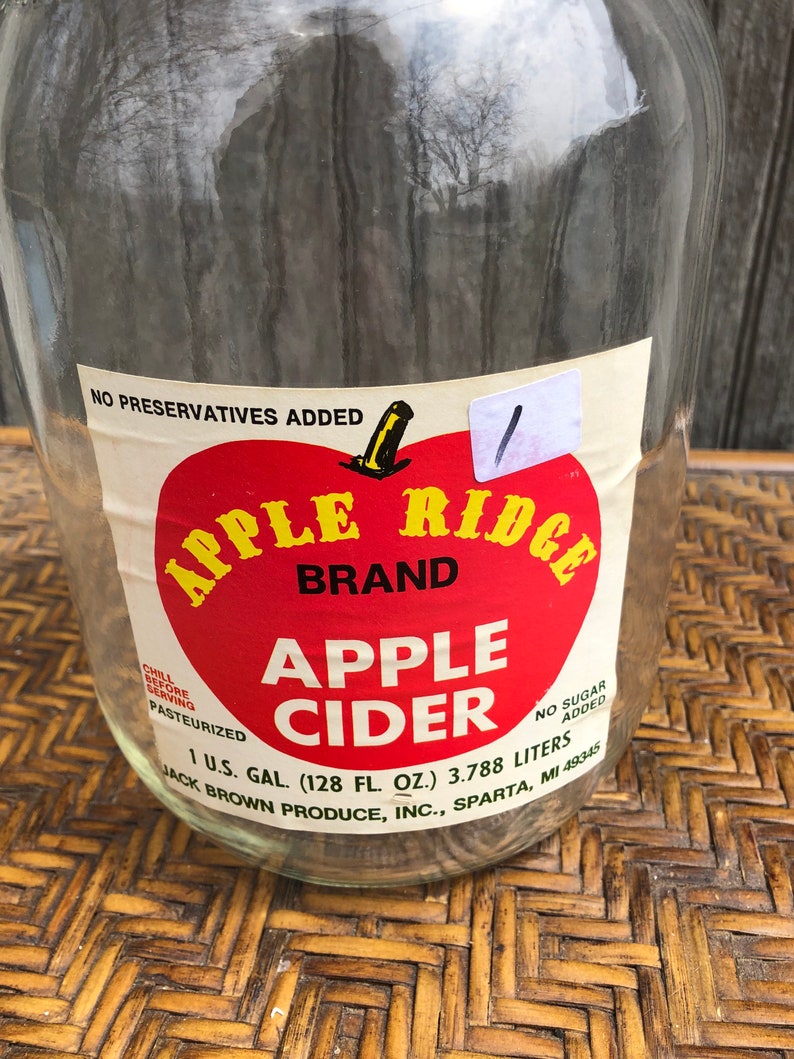 NO PRESERVATIVES ADDED
/
APPLE RIDGE
BRAND
APPLE
CIDER
CHILL
BEFORE
SERVING
PASTEURIZED
NO SUGAR
ADDED
1 U.S. GAL. (128 FL. OZ.) 3.788 LITERS
JACK BROWN PRODUCE, INC., SPARTA, MI 49345